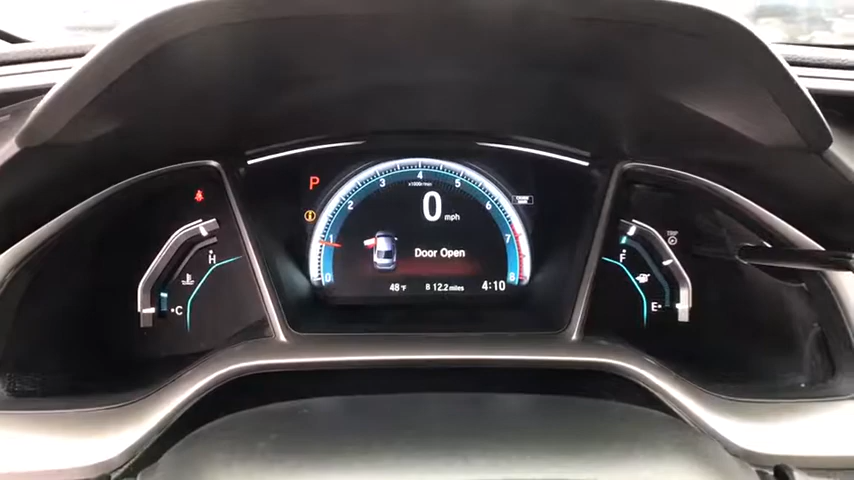 P
x1000r/min
0 1 2 3 4 5 6 7 8
0 mph
Door Open
48°F
B 12.2 miles
4:10
H
C
TRIP
F
E